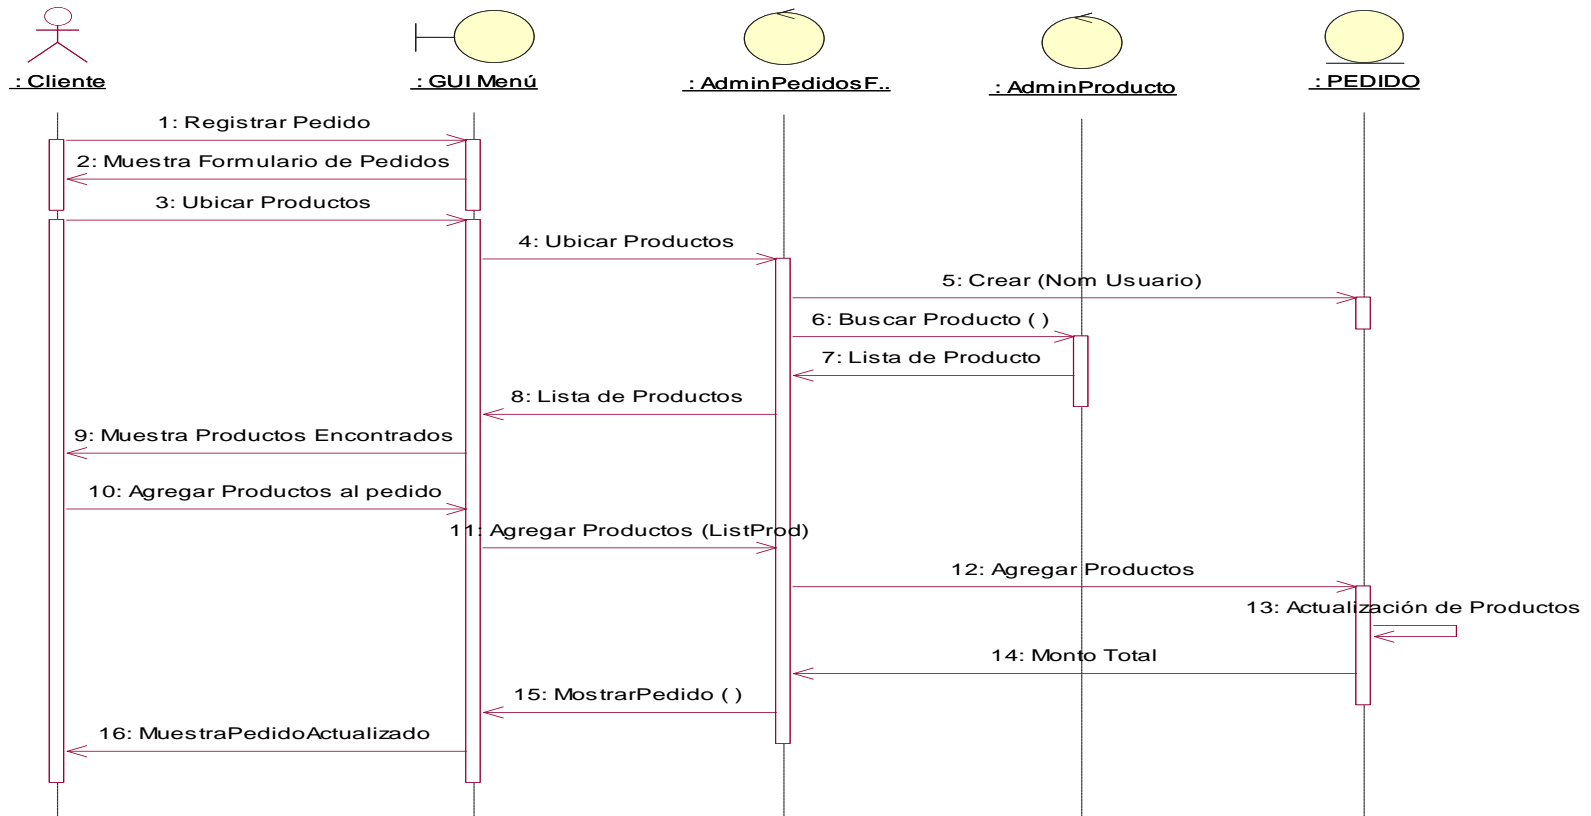 : Cliente
: GUI Menú
: AdminPedidosF..
: AdminProducto
: PEDIDO
1: Registrar Pedido
2: Muestra Formulario de Pedidos
3: Ubicar Productos
4: Ubicar Productos
5: Crear (Nom Usuario)
6: Buscar Producto ( )
7: Lista de Producto
8: Lista de Productos
9: Muestra Productos Encontrados
10: Agregar Productos al pedido
11: Agregar Productos (ListProd)
12: Agregar Productos
13: Actualización de Productos
14: Monto Total
15: MostrarPedido ( )
16: MuestraPedidoActualizado